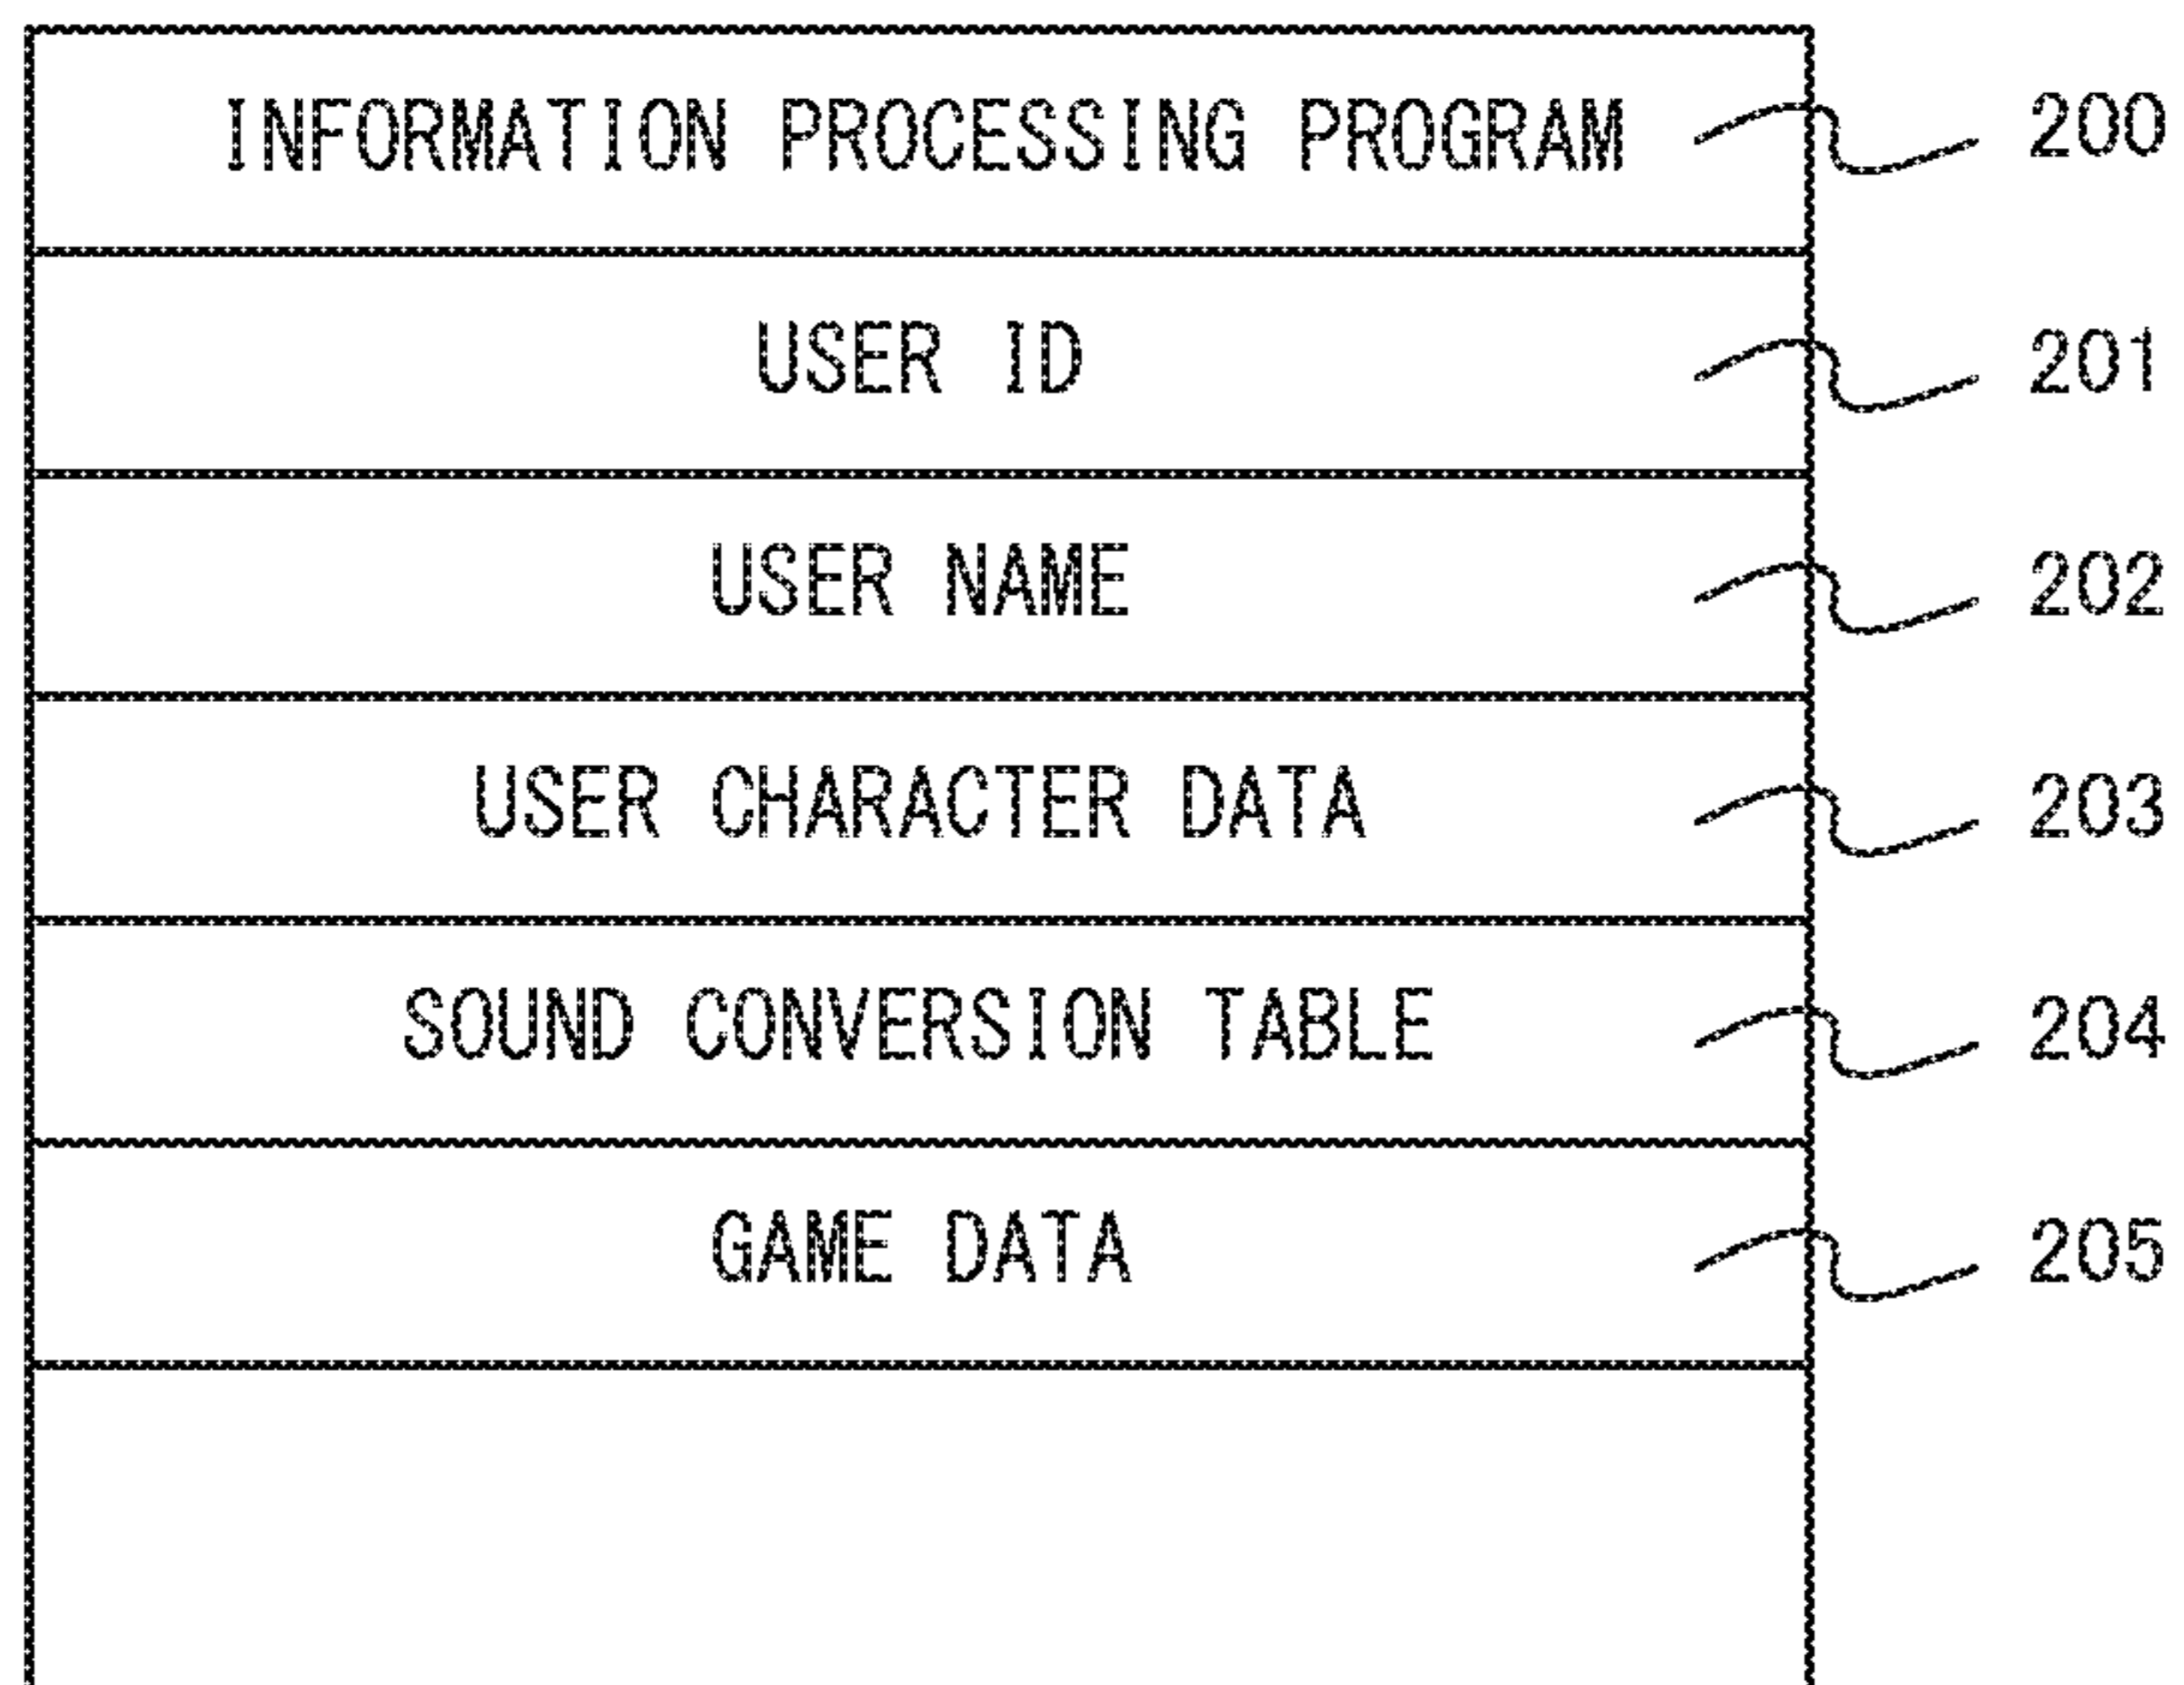 INFORMATION PROCESSING PROGRAM 200
USER ID 201
USER NAME 202
USER CHARACTER DATA 203
SOUND CONVERSION TABLE 204
GAME DATA 205